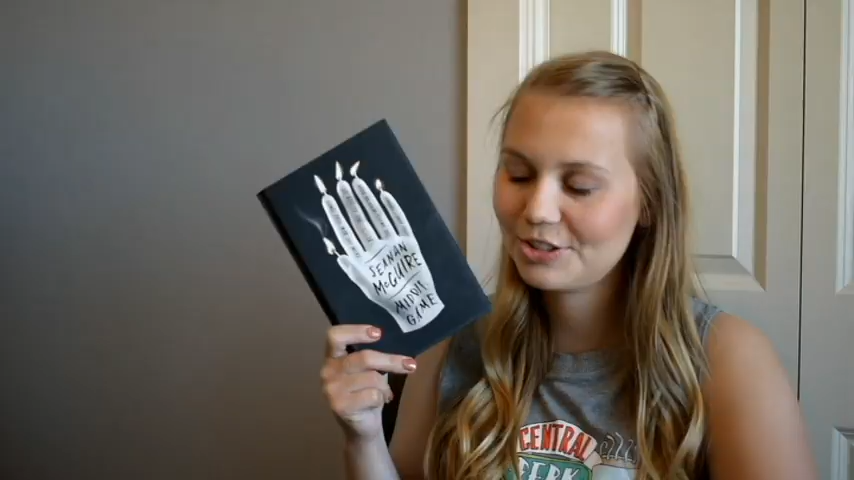 SEANAN
McGUIRE
MIDDLE
GAME
CENTRAL
PERK